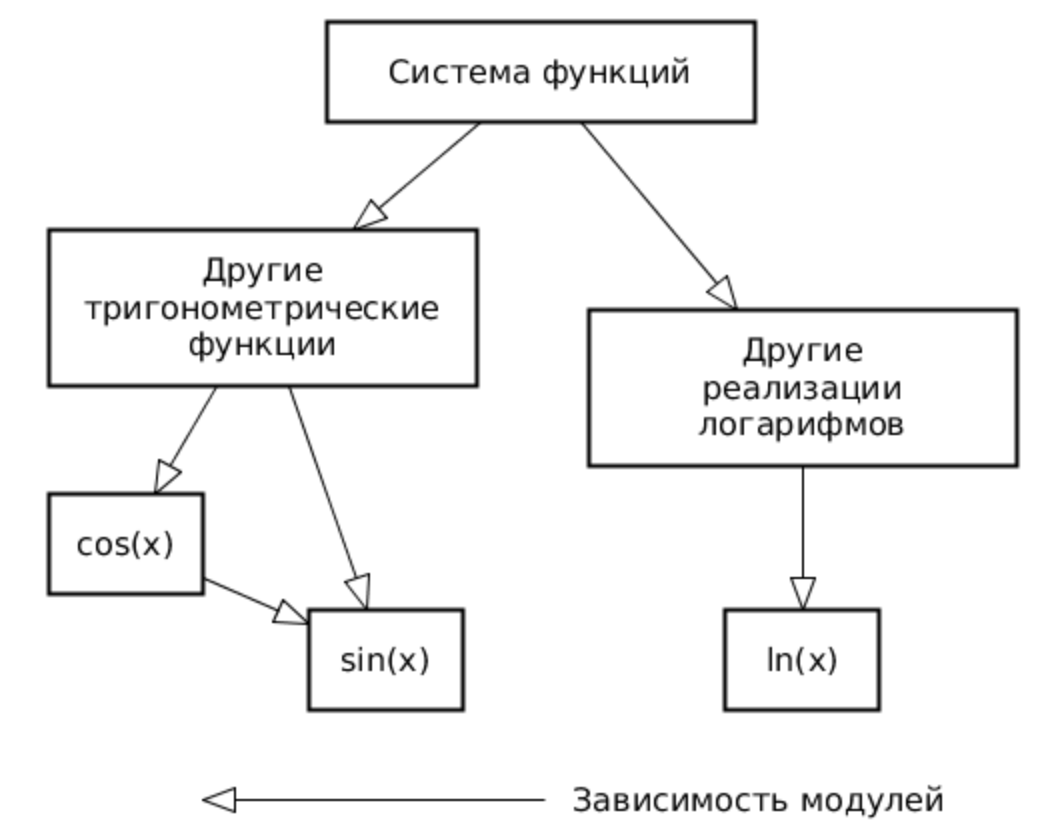 Система функций
Другие
тригонометрические
функции
Другие
реализации
логарифмов
cos(x)
sin(x)
ln(x)
Зависимость модулей